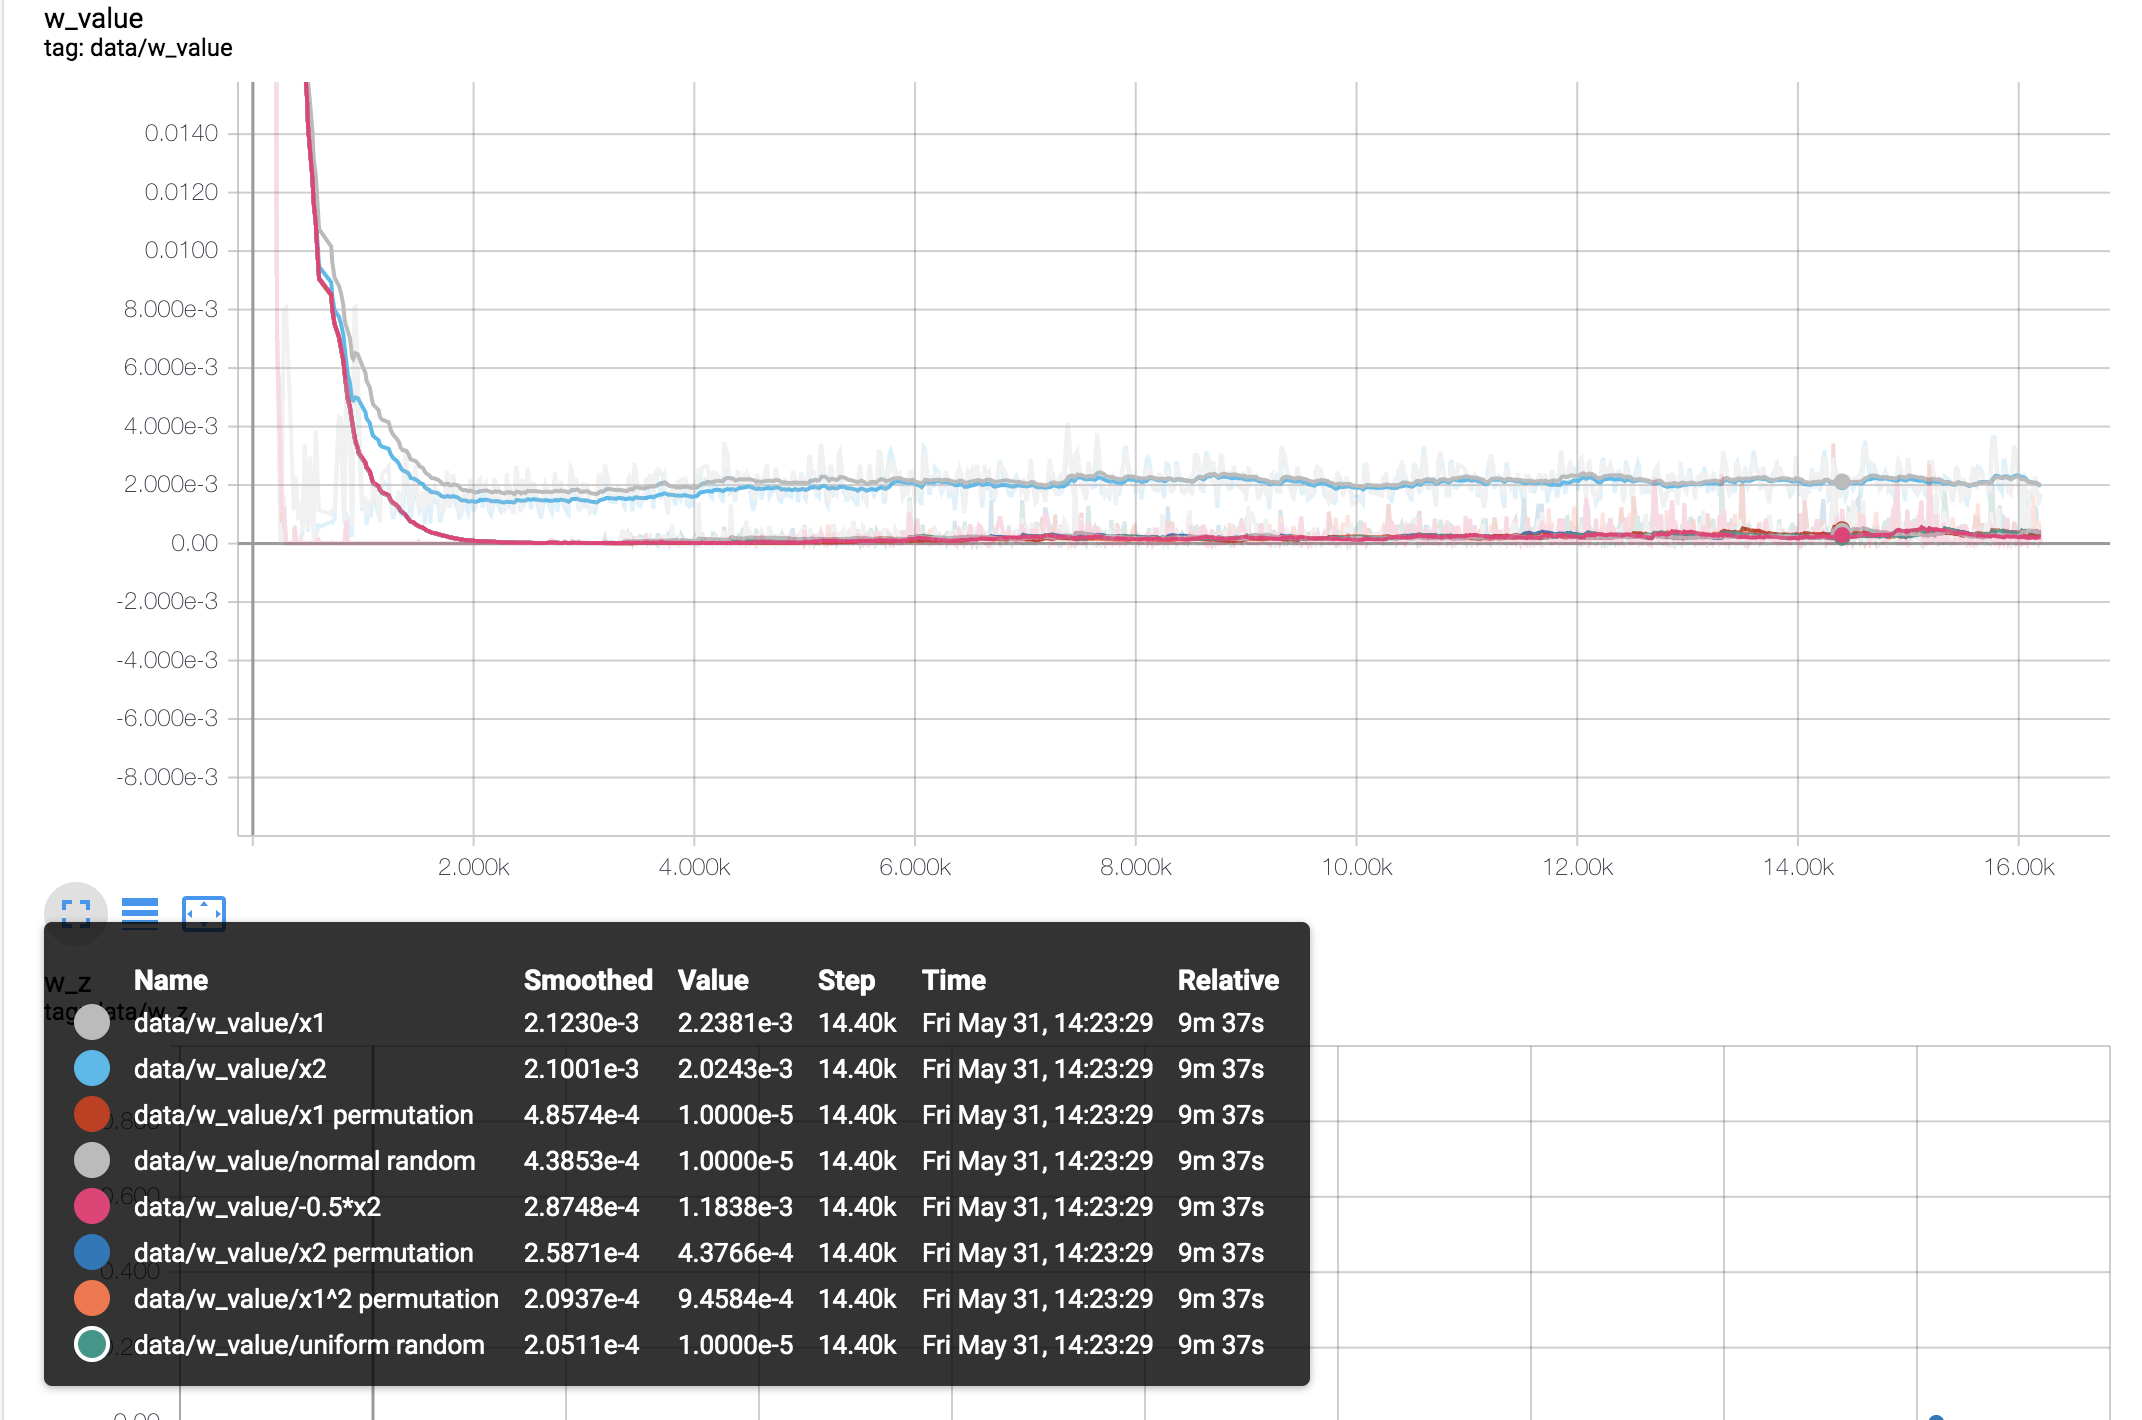 w_value
tag: data/w_value
0.0140
0.0120
0.0100
8.000e-3
6.000e-3
4.000e-3
2.000e-3
0.00
-2.000e-3
-4.000e-3
-6.000e-3
-8.000e-3
2.000k 4.000k 6.000k 8.000k 10.00k 12.00k 14.00k 16.00k
w_z
tag: data/w_z
Name Smoothed Value Step Time Relative
data/w_value/x1 2.1230e-3 2.2381e-3 14.40k Fri May 31, 14:23:29 9m 37s
data/w_value/x2 2.1001e-3 2.0243e-3 14.40k Fri May 31, 14:23:29 9m 37s
data/w_value/x1 permutation 4.8574e-4 1.0000e-5 14.40k Fri May 31, 14:23:29 9m 37s
data/w_value/normal random 4.3853e-4 1.0000e-5 14.40k Fri May 31, 14:23:29 9m 37s
0.600
data/w_value/-0.5*x2 2.8748e-4 1.1838e-3 14.40k Fri May 31, 14:23:29 9m 37s
data/w_value/x2 permutation 2.5871e-4 4.3766e-4 14.40k Fri May 31, 14:23:29 9m 37s
0.400
data/w_value/x1^2 permutation 2.0937e-4 9.4584e-4 14.40k Fri May 31, 14:23:29 9m 37s
data/w_value/uniform random 2.0511e-4 1.0000e-5 14.40k Fri May 31, 14:23:29 9m 37s
0.00